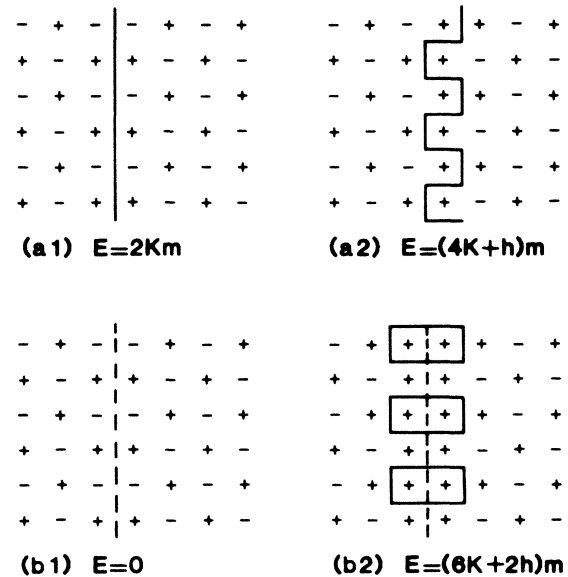 − + − − + − + − + − + + − +
+ − + + − + − + − + + − + −
− + − − + − + − + − + + − +
+ − + + − + − + − + + − + −
− + − − + − + − + − + + − +
+ − + + − + − + − + + − + −
(a1) E=2Km (a2) E=(4K+h)m
− + − − + − + − + + + + − +
+ − + + − + − + − + + − + −
− + − − + − + − + + + + − +
+ − + + − + − + − + + − + −
− + − − + − + − + + + + − +
+ − + + − + − + − + + − + −
(b1) E=0 (b2) E=(6K+2h)m